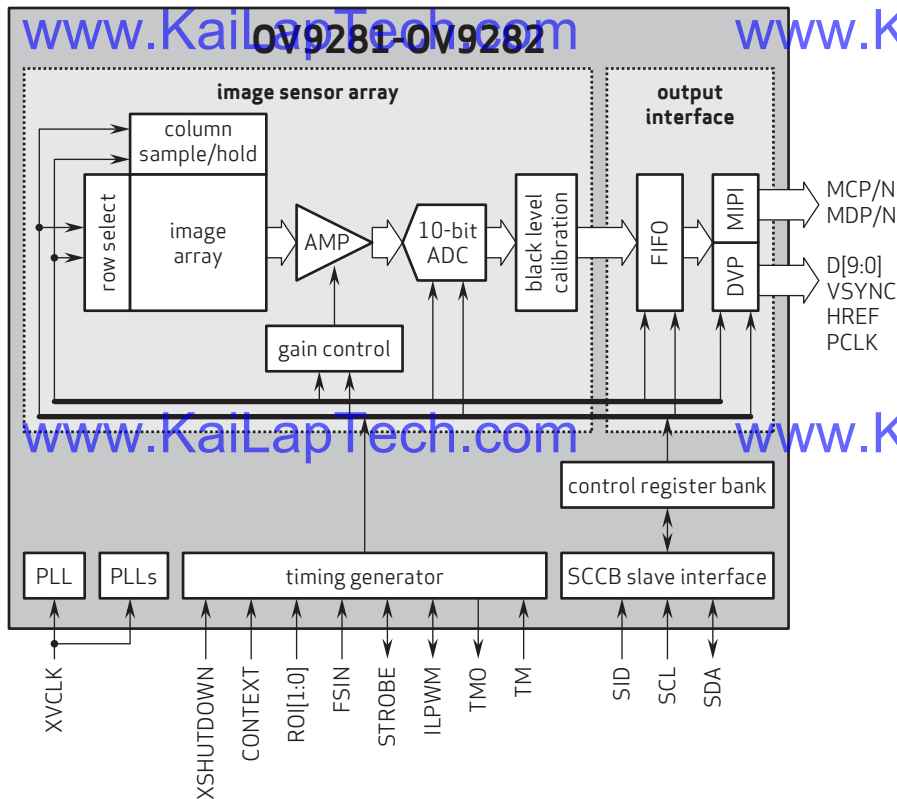 www.KaiLapTech.com
www.K
OV9281-OV9282
image sensor array
output
interface
column
sample/hold
row select
image
array
AMP
10-bit
ADC
black level
calibration
FIFO
MIPI
DVP
MCP/N
MDP/N
D[9:0]
VSYNC
HREF
PCLK
gain control
www.KaiLapTech.com
www.K
control register bank
PLL
PLLs
timing generator
SCCB slave interface
XVCLK
XSHUTDOWN
CONTEXT
ROI[1:0]
FSIN
STROBE
ILPWM
TMO
TM
SID
SCL
SDA